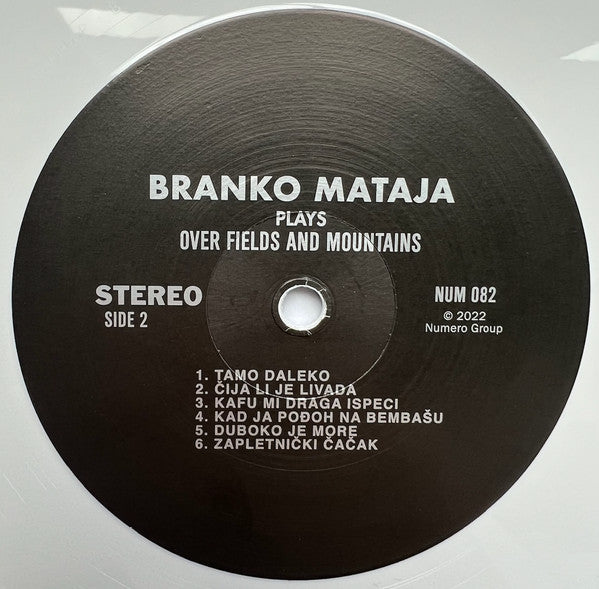 BRANKO MATAJA
PLAYS
OVER FIELDS AND MOUNTAINS
STEREO
SIDE 2
NUM 082
© 2022
Numero Group
1. TAMO DALEKO
2. ČIJA LI JE LIVADA
3. KAFU MI DRAGA ISPECI
4. KAD JA POĐOH NA BEMBAŠU
5. DUBOKO JE MORE
6. ZAPLETNIČKI ČAČAK